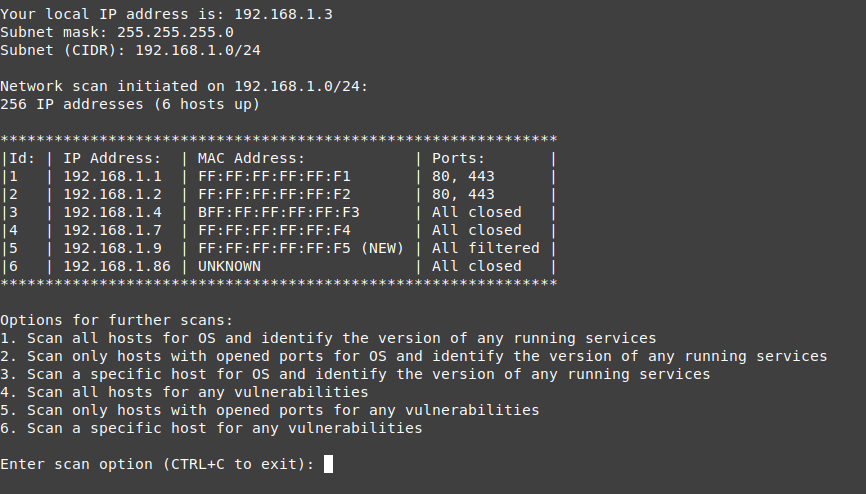 Your local IP address is: 192.168.1.3
Subnet mask: 255.255.255.0
Subnet (CIDR): 192.168.1.0/24
Network scan initiated on 192.168.1.0/24:
256 IP addresses (6 hosts up)
**************************************************************
|Id: | IP Address:  | MAC Address:            | Ports:       |
|1   | 192.168.1.1  | FF:FF:FF:FF:FF:F1       | 80, 443      |
|2   | 192.168.1.2  | FF:FF:FF:FF:FF:F2       | 80, 443      |
|3   | 192.168.1.4  | BFF:FF:FF:FF:FF:F3      | All closed   |
|4   | 192.168.1.7  | FF:FF:FF:FF:FF:F4       | All closed   |
|5   | 192.168.1.9  | FF:FF:FF:FF:FF:F5 (NEW) | All filtered |
|6   | 192.168.1.86 | UNKNOWN                 | All closed   |
**************************************************************
Options for further scans:
1. Scan all hosts for OS and identify the version of any running services
2. Scan only hosts with opened ports for OS and identify the version of any running services
3. Scan a specific host for OS and identify the version of any running services
4. Scan all hosts for any vulnerabilities
5. Scan only hosts with opened ports for any vulnerabilities
6. Scan a specific host for any vulnerabilities
Enter scan option (CTRL+C to exit):